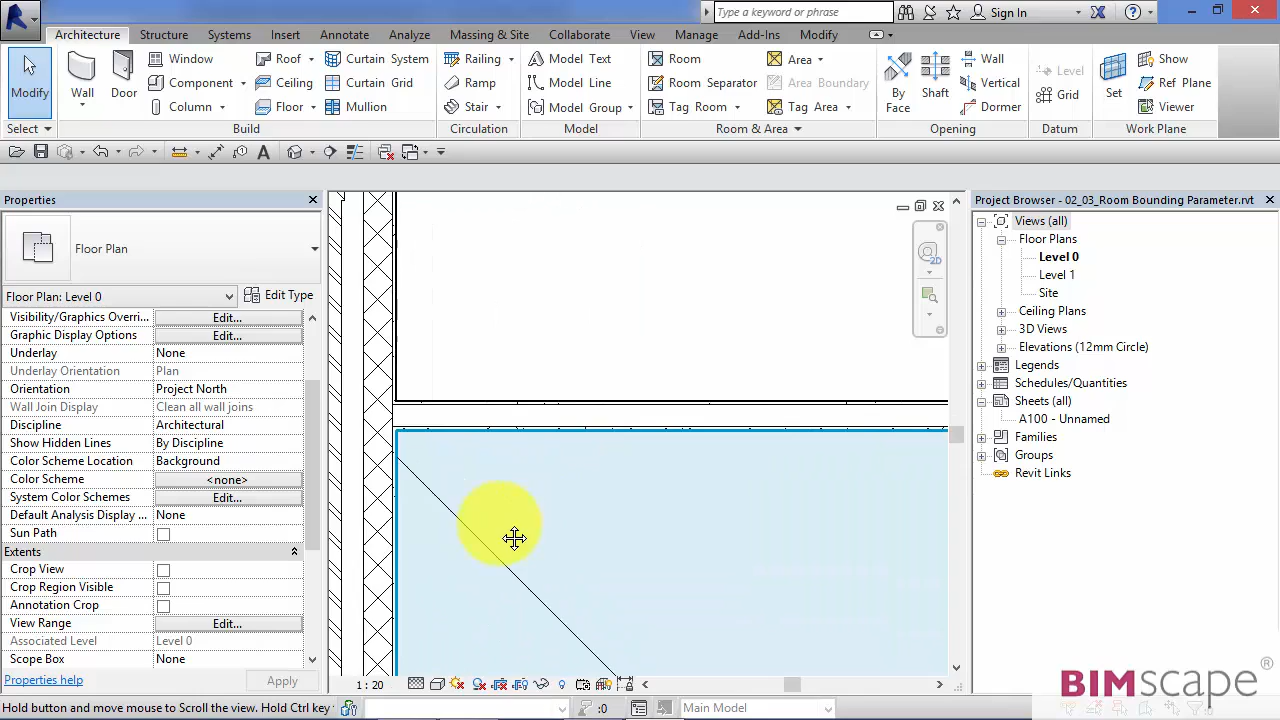 Type a keyword or phrase
Sign In
Architecture Structure Systems Insert Annotate Analyze Massing & Site Collaborate View Manage Add-Ins Modify
Modify
Wall
Door
Window
Component
Column
Roof
Ceiling
Floor
Curtain System
Curtain Grid
Mullion
Railing
Ramp
Stair
Model Text
Model Line
Model Group
Room
Room Separator
Tag Room
Area
Area Boundary
Tag Area
By
Face
Shaft
Wall
Vertical
Dormer
Level
Grid
Set
Show
Ref Plane
Viewer
Select Build Circulation Model Room & Area Opening Datum Work Plane
Properties
Floor Plan
Floor Plan: Level 0 Edit Type
Visibility/Graphics Overri... Edit...
Graphic Display Options Edit...
Underlay None
Underlay Orientation Plan
Orientation Project North
Wall Join Display Clean all wall joins
Discipline Architectural
Show Hidden Lines By Discipline
Color Scheme Location Background
Color Scheme <none>
System Color Schemes Edit...
Default Analysis Display ... None
Sun Path
Extents
Crop View
Crop Region Visible
Annotation Crop
View Range Edit...
Associated Level Level 0
Scope Box None
Properties help Apply
2D
1 : 20
Project Browser - 02_03_Room Bounding Parameter.rvt
Views (all)
Floor Plans
Level 0
Level 1
Site
Ceiling Plans
3D Views
Elevations (12mm Circle)
Legends
Schedules/Quantities
Sheets (all)
A100 - Unnamed
Families
Groups
Revit Links
BIMscape®
Hold button and move mouse to Scroll the view. Hold Ctrl key
:0
Main Model